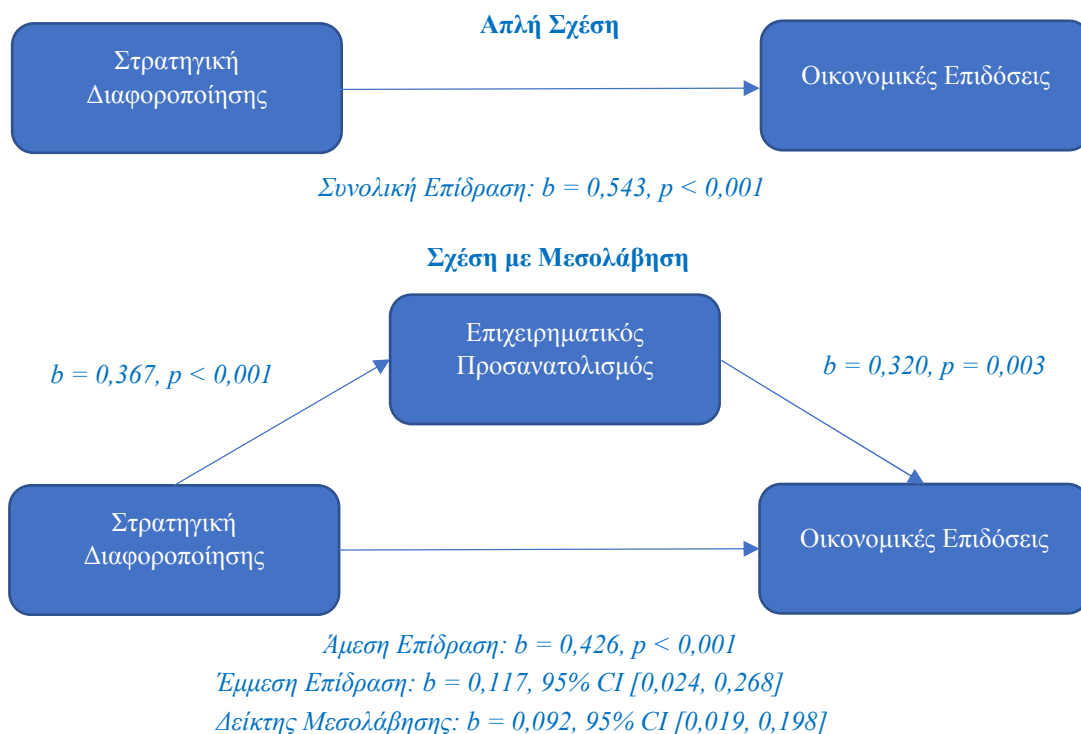 Απλή Σχέση
Στρατηγική
Διαφοροποίησης
Οικονομικές Επιδόσεις
Συνολική Επίδραση: b = 0,543, p < 0,001
Σχέση με Μεσολάβηση
Επιχειρηματικός
Προσανατολισμός
b = 0,367, p < 0,001
b = 0,320, p = 0,003
Στρατηγική
Διαφοροποίησης
Οικονομικές Επιδόσεις
Άμεση Επίδραση: b = 0,426, p < 0,001
Έμμεση Επίδραση: b = 0,117, 95% CI [0,024, 0,268]
Δείκτης Μεσολάβησης: b = 0,092, 95% CI [0,019, 0,198]